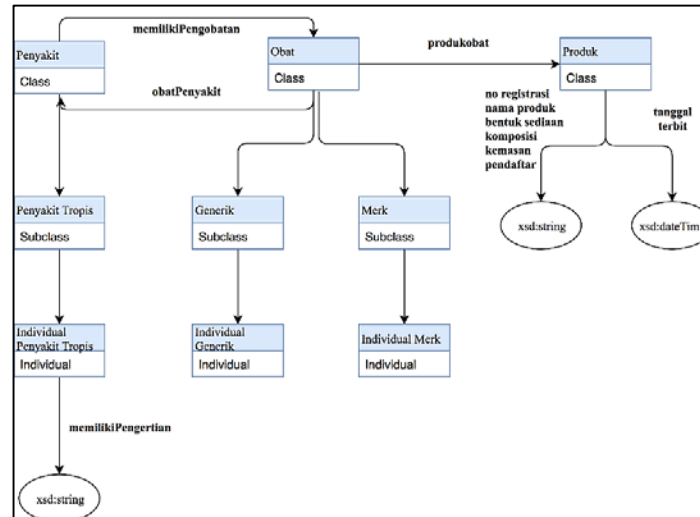 memilikiPengobatan
Penyakit
Class
Obat
Class
produkobat
Produk
Class
obatPenyakit
no registrasi
nama produk
bentuk sediaan
komposisi
kemasan
pendaftar
tanggal
terbit
Penyakit Tropis
Subclass
Generik
Subclass
Merk
Subclass
xsd:string
xsd:dateTim
Individual
Penyakit Tropis
Individual
Individual
Generik
Individual
Individual Merk
Individual
memilikiPengertian
xsd:string